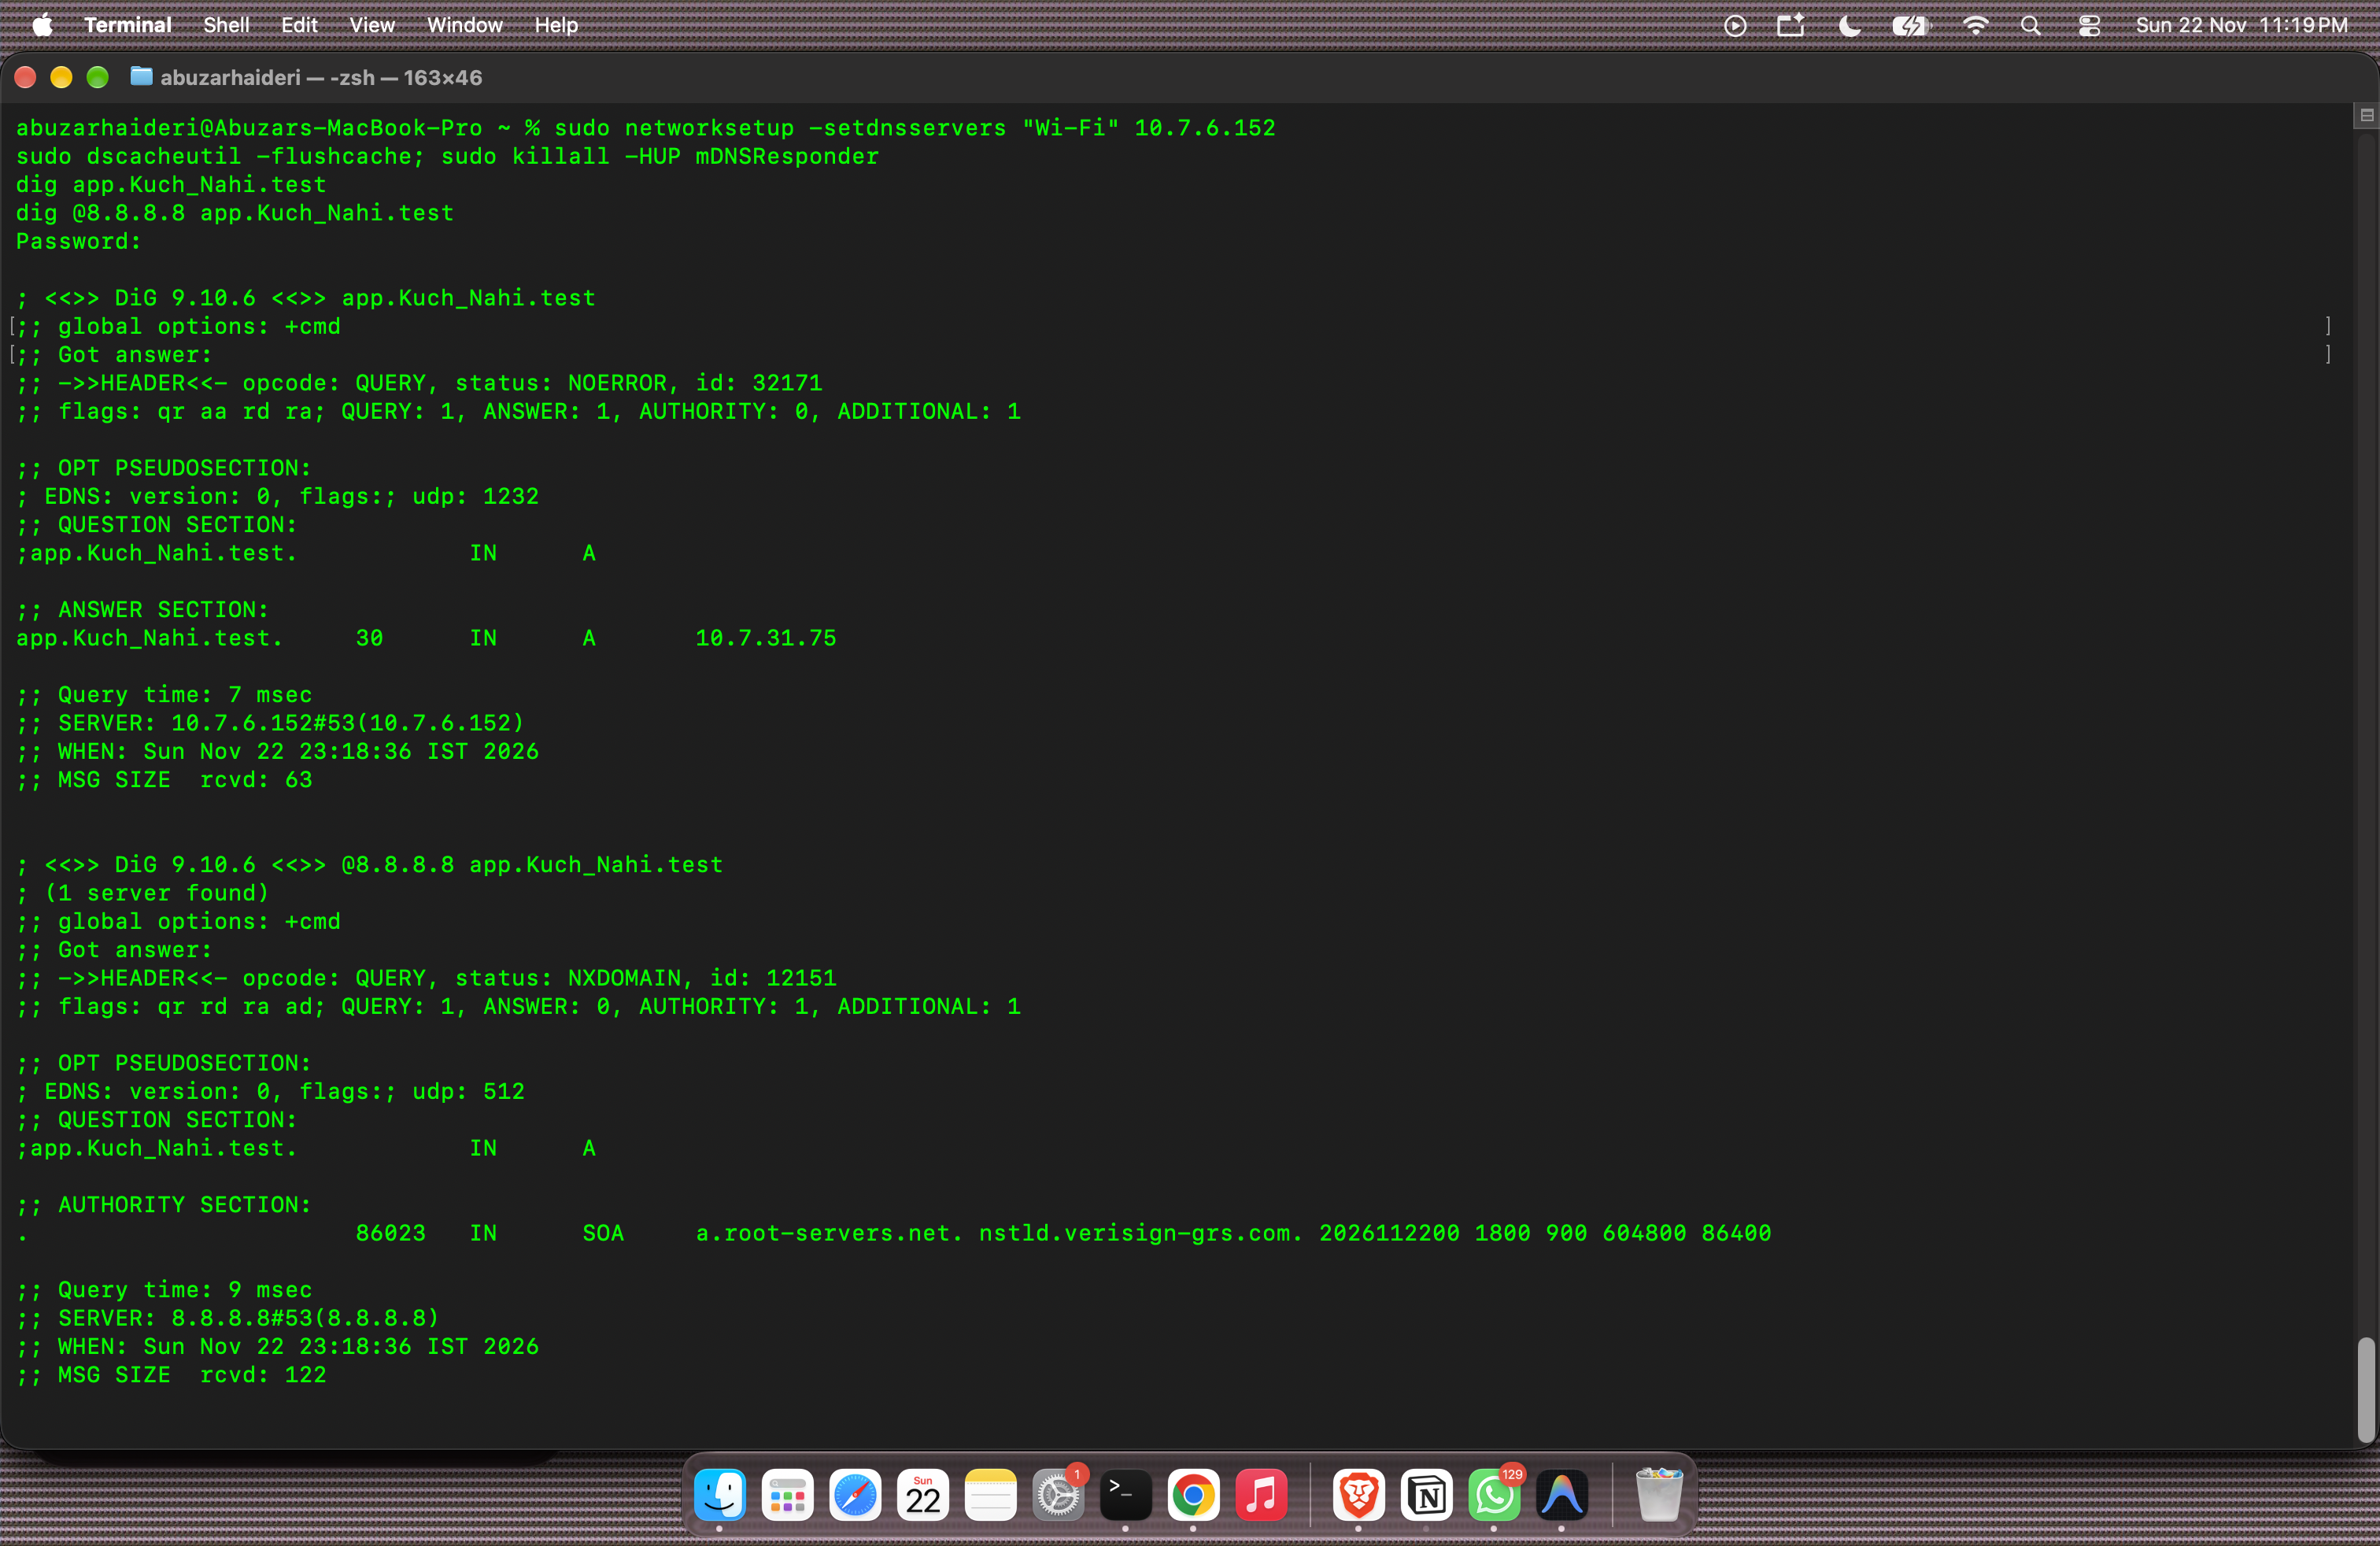 Terminal Shell Edit View Window Help Sun 22 Nov 11:19 PM
abuzarhaideri — -zsh — 163×46
abuzarhaideri@Abuzars-MacBook-Pro ~ % sudo networksetup -setdnsservers "Wi-Fi" 10.7.6.152
sudo dscacheutil -flushcache; sudo killall -HUP mDNSResponder
dig app.Kuch_Nahi.test
dig @8.8.8.8 app.Kuch_Nahi.test
Password:
; <<>> DiG 9.10.6 <<>> app.Kuch_Nahi.test
[;; global options: +cmd ]
[;; Got answer: ]
;; ->>HEADER<<- opcode: QUERY, status: NOERROR, id: 32171
;; flags: qr aa rd ra; QUERY: 1, ANSWER: 1, AUTHORITY: 0, ADDITIONAL: 1
;; OPT PSEUDOSECTION:
; EDNS: version: 0, flags:; udp: 1232
;; QUESTION SECTION:
;app.Kuch_Nahi.test. IN A
;; ANSWER SECTION:
app.Kuch_Nahi.test. 30 IN A 10.7.31.75
;; Query time: 7 msec
;; SERVER: 10.7.6.152#53(10.7.6.152)
;; WHEN: Sun Nov 22 23:18:36 IST 2026
;; MSG SIZE  rcvd: 63
; <<>> DiG 9.10.6 <<>> @8.8.8.8 app.Kuch_Nahi.test
; (1 server found)
;; global options: +cmd
;; Got answer:
;; ->>HEADER<<- opcode: QUERY, status: NXDOMAIN, id: 12151
;; flags: qr rd ra ad; QUERY: 1, ANSWER: 0, AUTHORITY: 1, ADDITIONAL: 1
;; OPT PSEUDOSECTION:
; EDNS: version: 0, flags:; udp: 512
;; QUESTION SECTION:
;app.Kuch_Nahi.test. IN A
;; AUTHORITY SECTION:
. 86023 IN SOA a.root-servers.net. nstld.verisign-grs.com. 2026112200 1800 900 604800 86400
;; Query time: 9 msec
;; SERVER: 8.8.8.8#53(8.8.8.8)
;; WHEN: Sun Nov 22 23:18:36 IST 2026
;; MSG SIZE  rcvd: 122
Sun
22
1
>_
N
129